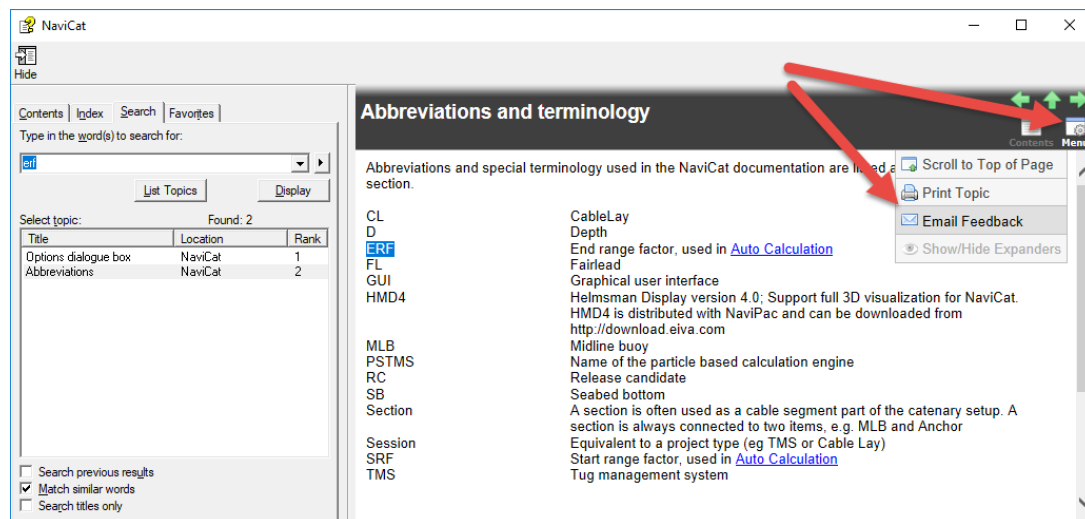 NaviCat
Hide
Contents Index Search Favorites
Type in the word(s) to search for:
erf
List Topics Display
Select topic: Found: 2
Title Location Rank
Options dialogue box NaviCat 1
Abbreviations NaviCat 2
Search previous results
Match similar words
Search titles only
Abbreviations and terminology
Contents Menu
Scroll to Top of Page
Print Topic
Email Feedback
Show/Hide Expanders
Abbreviations and special terminology used in the NaviCat documentation are listed
section.
CL CableLay
D Depth
ERF End range factor, used in Auto Calculation
FL Fairlead
GUI Graphical user interface
HMD4 Helmsman Display version 4.0; Support full 3D visualization for NaviCat.
HMD4 is distributed with NaviPac and can be downloaded from
http://download.eiva.com
MLB Midline buoy
PSTMS Name of the particle based calculation engine
RC Release candidate
SB Seabed bottom
Section A section is often used as a cable segment part of the catenary setup. A
section is always connected to two items, e.g. MLB and Anchor
Session Equivalent to a project type (eg TMS or Cable Lay)
SRF Start range factor, used in Auto Calculation
TMS Tug management system